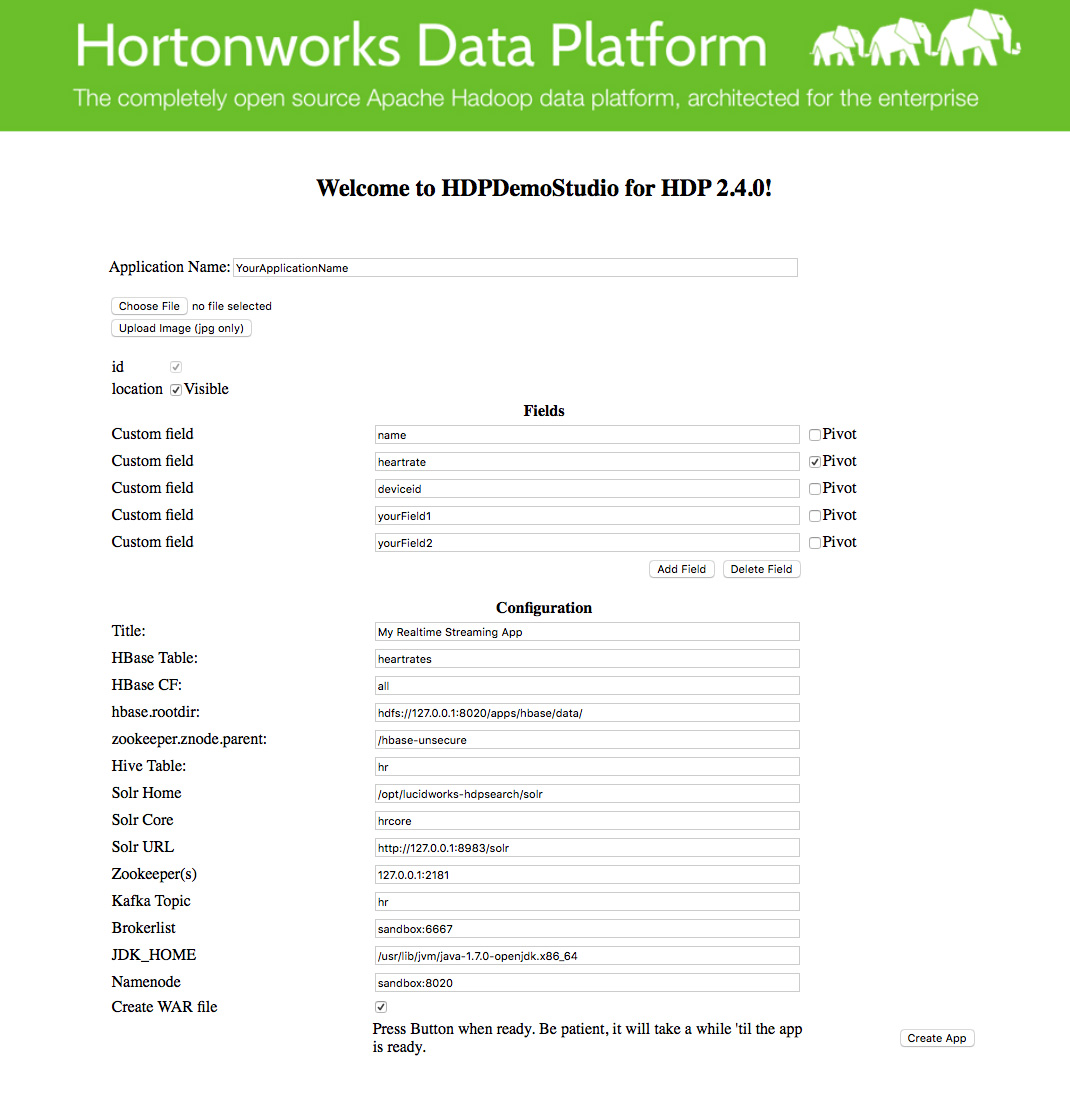 Hortonworks Data Platform
The completely open source Apache Hadoop data platform, architected for the enterprise
Welcome to HDPDemoStudio for HDP 2.4.0!
Application Name: YourApplicationName
Choose File no file selected
Upload Image (jpg only)
id
location Visible
Fields
Custom field name Pivot
Custom field heartrate Pivot
Custom field deviceid Pivot
Custom field yourField1 Pivot
Custom field yourField2 Pivot
Add Field Delete Field
Configuration
Title: My Realtime Streaming App
HBase Table: heartrates
HBase CF: all
hbase.rootdir: hdfs://127.0.0.1:8020/apps/hbase/data/
zookeeper.znode.parent: /hbase-unsecure
Hive Table: hr
Solr Home /opt/lucidworks-hdpsearch/solr
Solr Core hrcore
Solr URL http://127.0.0.1:8983/solr
Zookeeper(s) 127.0.0.1:2181
Kafka Topic hr
Brokerlist sandbox:6667
JDK_HOME /usr/lib/jvm/java-1.7.0-openjdk.x86_64
Namenode sandbox:8020
Create WAR file
Press Button when ready. Be patient, it will take a while 'til the app
is ready.
Create App